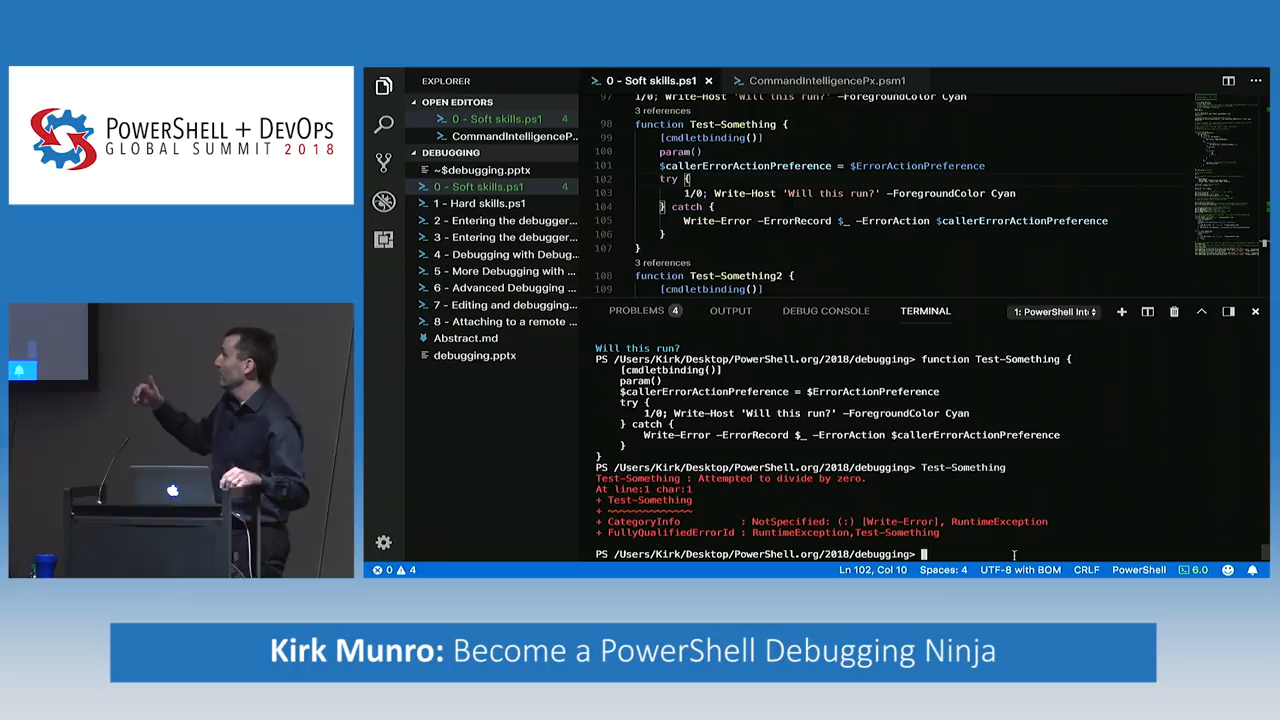 POWERSHELL + DEVOPS
GLOBAL SUMMIT 2018
EXPLORER
OPEN EDITORS
0 - Soft skills.ps1 4
CommandIntelligenceP...
DEBUGGING
~$debugging.pptx
0 - Soft skills.ps1 4
1 - Hard skills.ps1
2 - Entering the debugger...
3 - Entering the debugger...
4 - Debugging with Debug...
5 - More Debugging with ...
6 - Advanced Debugging ...
7 - Editing and debugging...
8 - Attaching to a remote ...
Abstract.md
debugging.pptx
0 - Soft skills.ps1
CommandIntelligencePx.psm1
97 1/0; Write-Host 'Will this run?' -ForegroundColor Cyan
3 references
98 function Test-Something {
99 [cmdletbinding()]
100 param()
101 $callerErrorActionPreference = $ErrorActionPreference
102 try {
103 1/0; Write-Host 'Will this run?' -ForegroundColor Cyan
104 } catch {
105 Write-Error -ErrorRecord $_ -ErrorAction $callerErrorActionPreference
106 }
107 }
3 references
108 function Test-Something2 {
109 [cmdletbinding()]
PROBLEMS 4 OUTPUT DEBUG CONSOLE TERMINAL 1: PowerShell Inte
Will this run?
PS /Users/Kirk/Desktop/PowerShell.org/2018/debugging> function Test-Something {
[cmdletbinding()]
param()
$callerErrorActionPreference = $ErrorActionPreference
try {
1/0; Write-Host 'Will this run?' -ForegroundColor Cyan
} catch {
Write-Error -ErrorRecord $_ -ErrorAction $callerErrorActionPreference
}
}
PS /Users/Kirk/Desktop/PowerShell.org/2018/debugging> Test-Something
Test-Something : Attempted to divide by zero.
At line:1 char:1
+ Test-Something
+ ~~~~~~~~~~~~~~
+ CategoryInfo : NotSpecified: (:) [Write-Error], RuntimeException
+ FullyQualifiedErrorId : RuntimeException,Test-Something
PS /Users/Kirk/Desktop/PowerShell.org/2018/debugging>
0 4 Ln 102, Col 10 Spaces: 4 UTF-8 with BOM CRLF PowerShell 6.0
Kirk Munro: Become a PowerShell Debugging Ninja